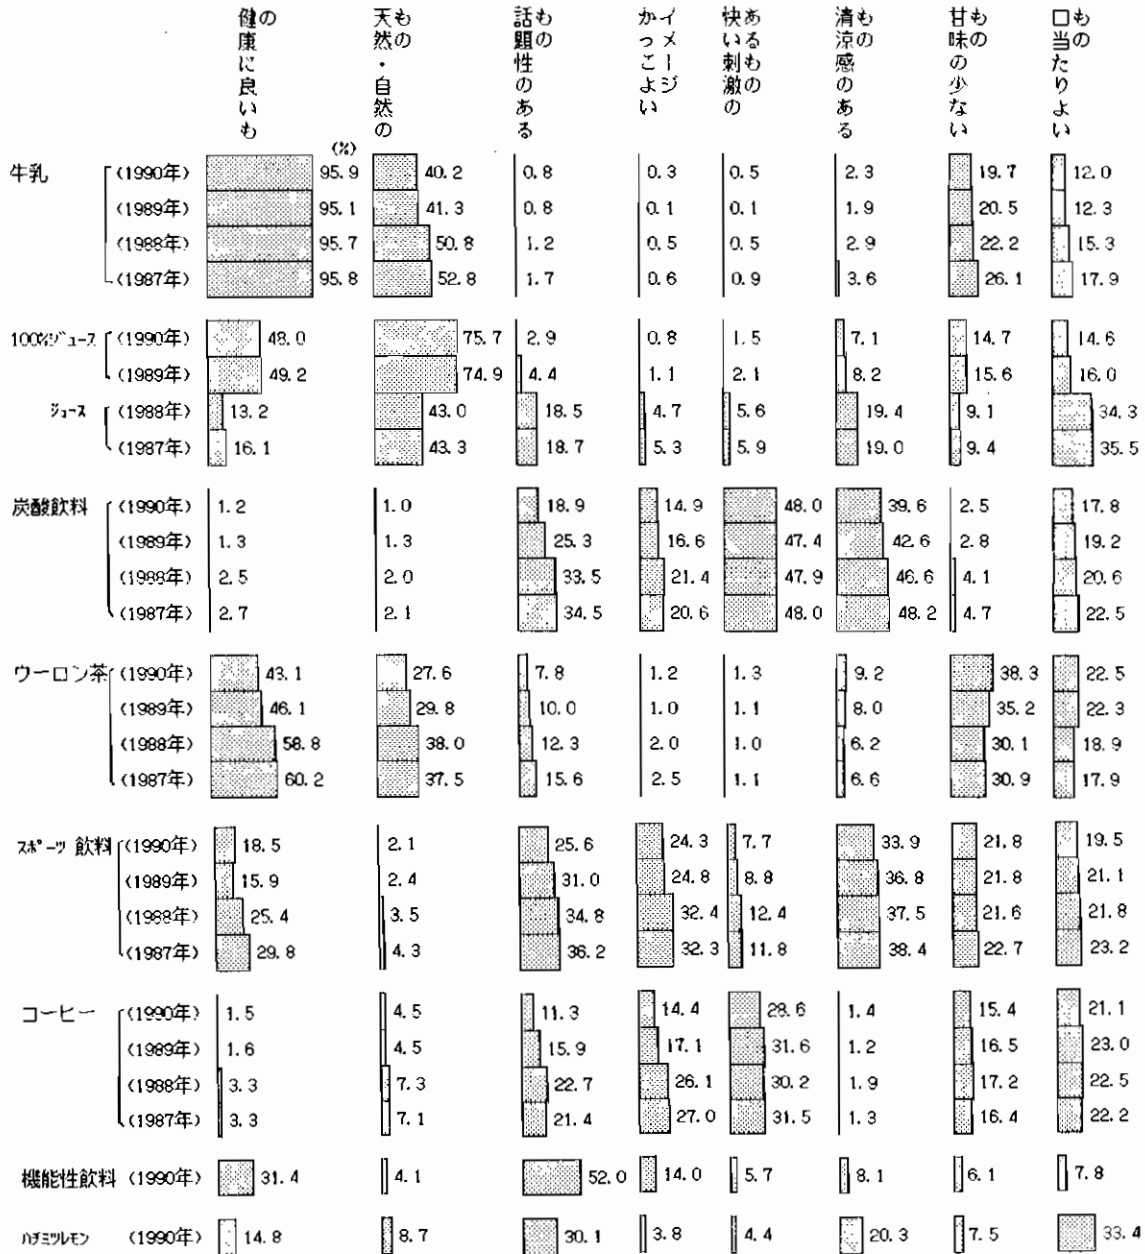 健康に良いもの
天然・自然のもの
話題性のあるもの
かっこよいイメージ
快い刺激のあるものあるもの
清涼感のあるもの
甘味の少ないもの
口当たりよいもの
(%)
牛乳 (1990年) 95.9 40.2 0.8 0.3 0.5 2.3 19.7 12.0
(1989年) 95.1 41.3 0.8 0.1 0.1 1.9 20.5 12.3
(1988年) 95.7 50.8 1.2 0.5 0.5 2.9 22.2 15.3
(1987年) 95.8 52.8 1.7 0.6 0.9 3.6 26.1 17.9
100%ジュース (1990年) 48.0 75.7 2.9 0.8 1.5 7.1 14.7 14.6
(1989年) 49.2 74.9 4.4 1.1 2.1 8.2 15.6 16.0
ジュース (1988年) 13.2 43.0 18.5 4.7 5.6 19.4 9.1 34.3
(1987年) 16.1 43.3 18.7 5.3 5.9 19.0 9.4 35.5
炭酸飲料 (1990年) 1.2 1.0 18.9 14.9 48.0 39.6 2.5 17.8
(1989年) 1.3 1.3 25.3 16.6 47.4 42.6 2.8 19.2
(1988年) 2.5 2.0 33.5 21.4 47.9 46.6 4.1 20.6
(1987年) 2.7 2.1 34.5 20.6 48.0 48.2 4.7 22.5
ウーロン茶 (1990年) 43.1 27.6 7.8 1.2 1.3 9.2 38.3 22.5
(1989年) 46.1 29.8 10.0 1.0 1.1 8.0 35.2 22.3
(1988年) 58.8 38.0 12.3 2.0 1.0 6.2 30.1 18.9
(1987年) 60.2 37.5 15.6 2.5 1.1 6.6 30.9 17.9
スポーツ飲料 (1990年) 18.5 2.1 25.6 24.3 7.7 33.9 21.8 19.5
(1989年) 15.9 2.4 31.0 24.8 8.8 36.8 21.8 21.1
(1988年) 25.4 3.5 34.8 32.4 12.4 37.5 21.6 21.8
(1987年) 29.8 4.3 36.2 32.3 11.8 38.4 22.7 23.2
コーヒー (1990年) 1.5 4.5 11.3 14.4 28.6 1.4 15.4 21.1
(1989年) 1.6 4.5 15.9 17.1 31.6 1.2 16.5 23.0
(1988年) 3.3 7.3 22.7 26.1 30.2 1.9 17.2 22.5
(1987年) 3.3 7.1 21.4 27.0 31.5 1.3 16.4 22.2
機能性飲料 (1990年) 31.4 4.1 52.0 14.0 5.7 8.1 6.1 7.8
ハチミツレモン (1990年) 14.8 8.7 30.1 3.8 4.4 20.3 7.5 33.4